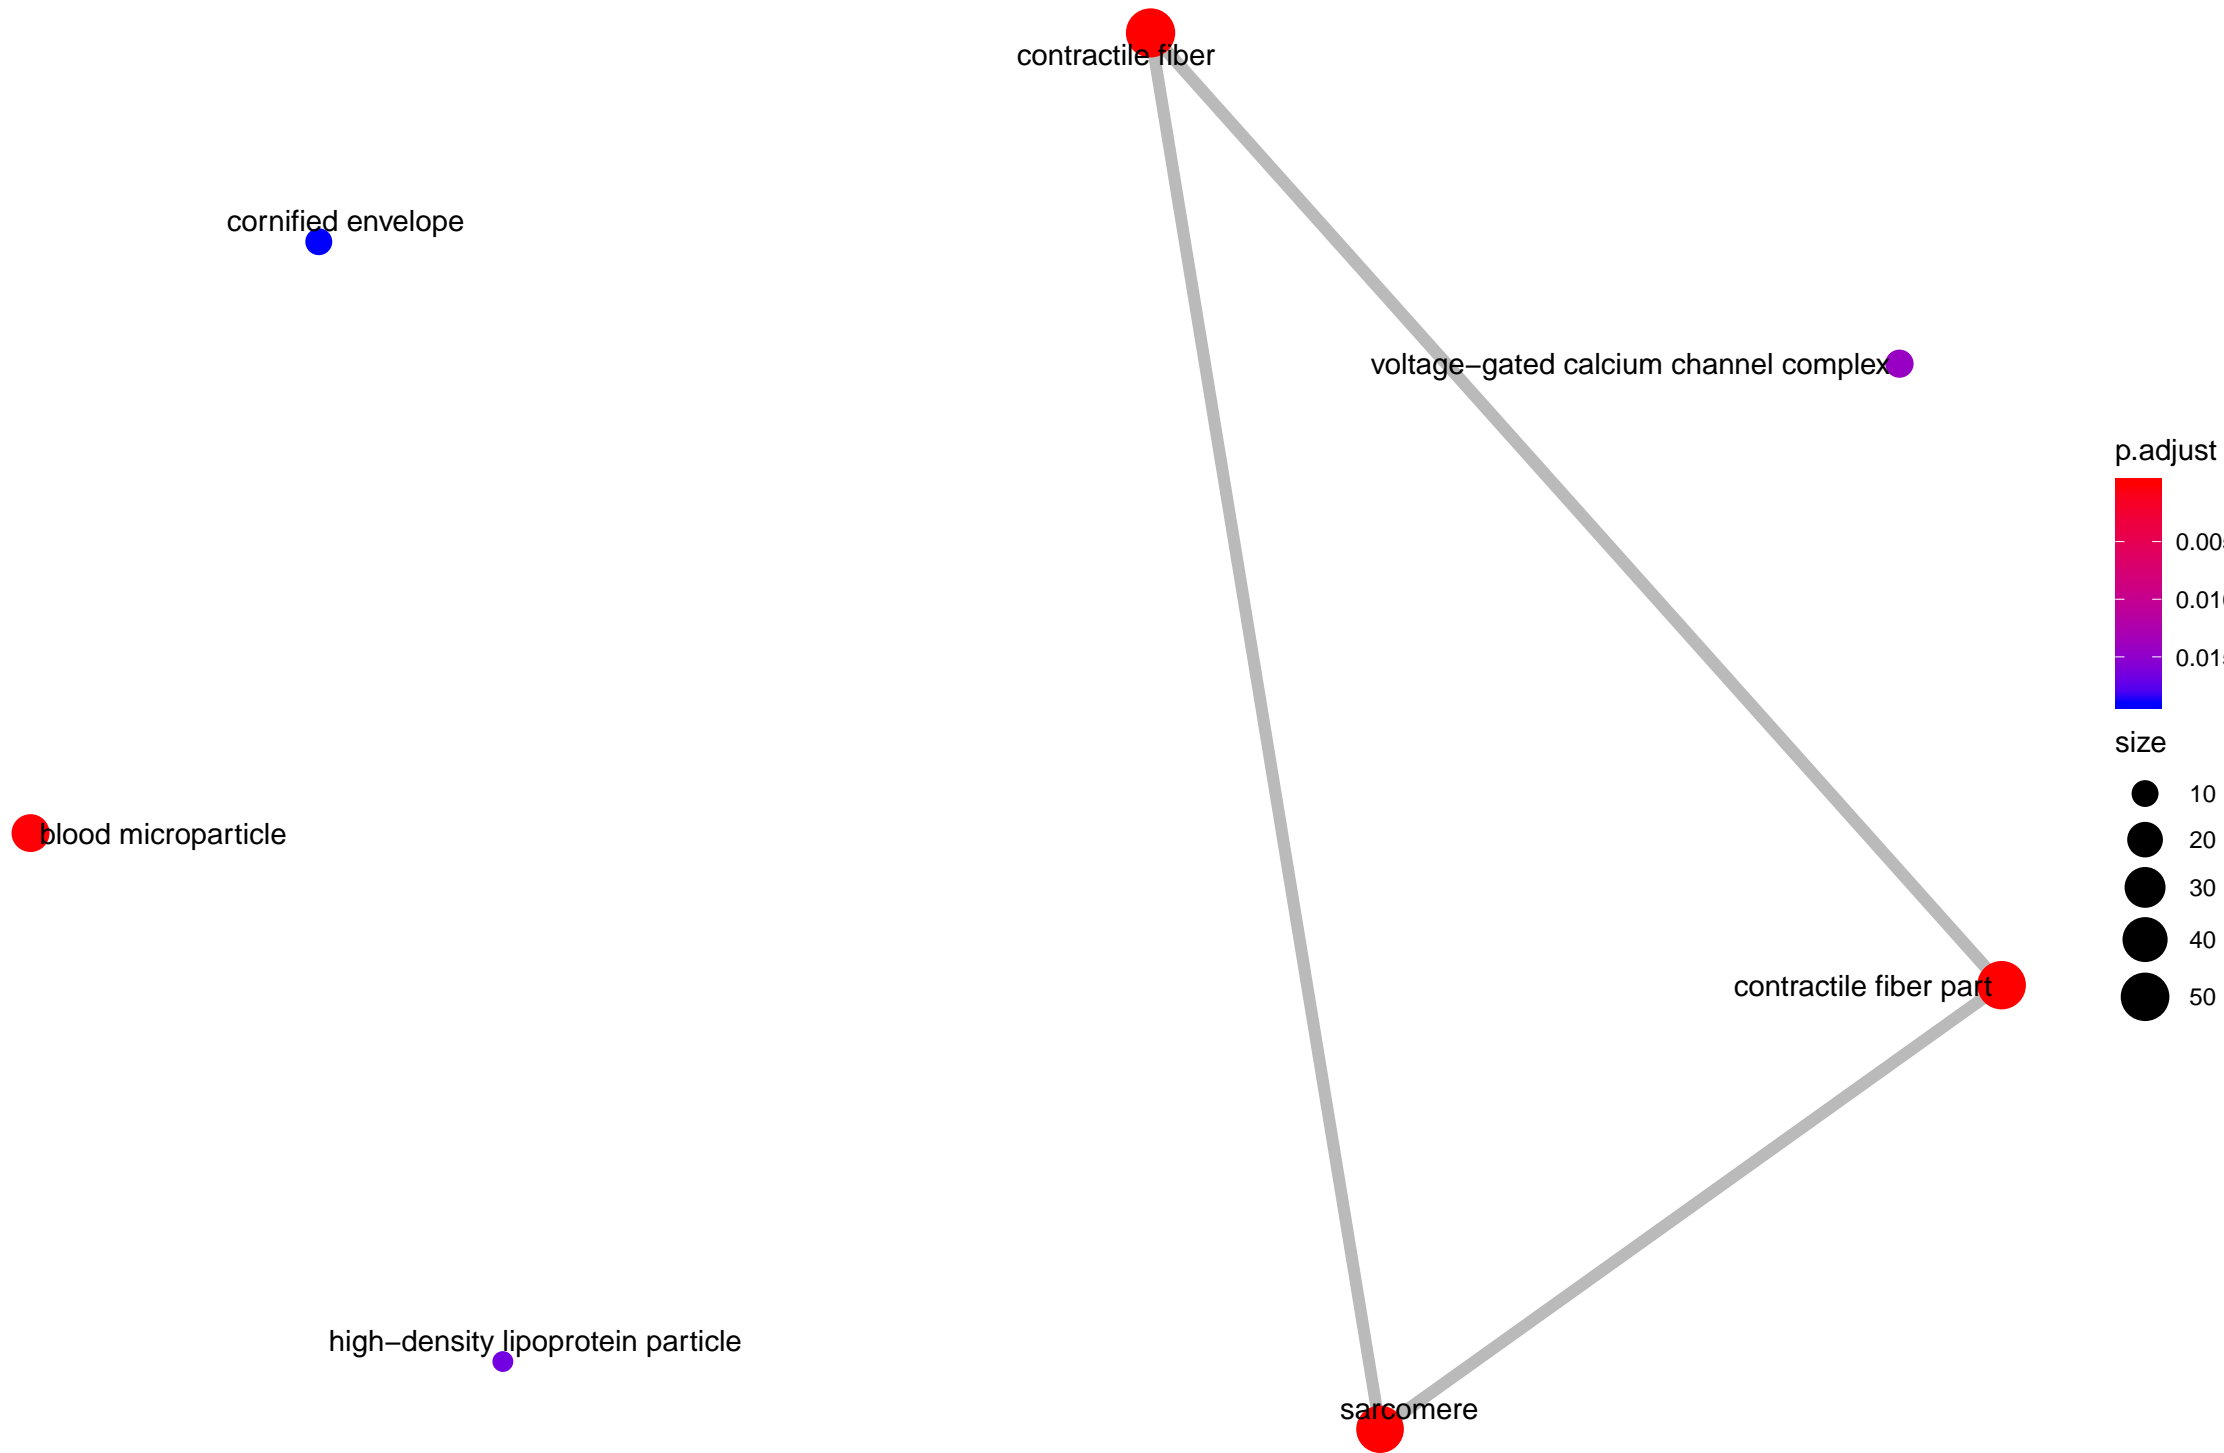 contractile fiber
cornified envelope
voltage−gated calcium channel complex
blood microparticle
contractile fiber part
high−density lipoprotein particle
sarcomere
p.adjust
size
10
20
30
40
50